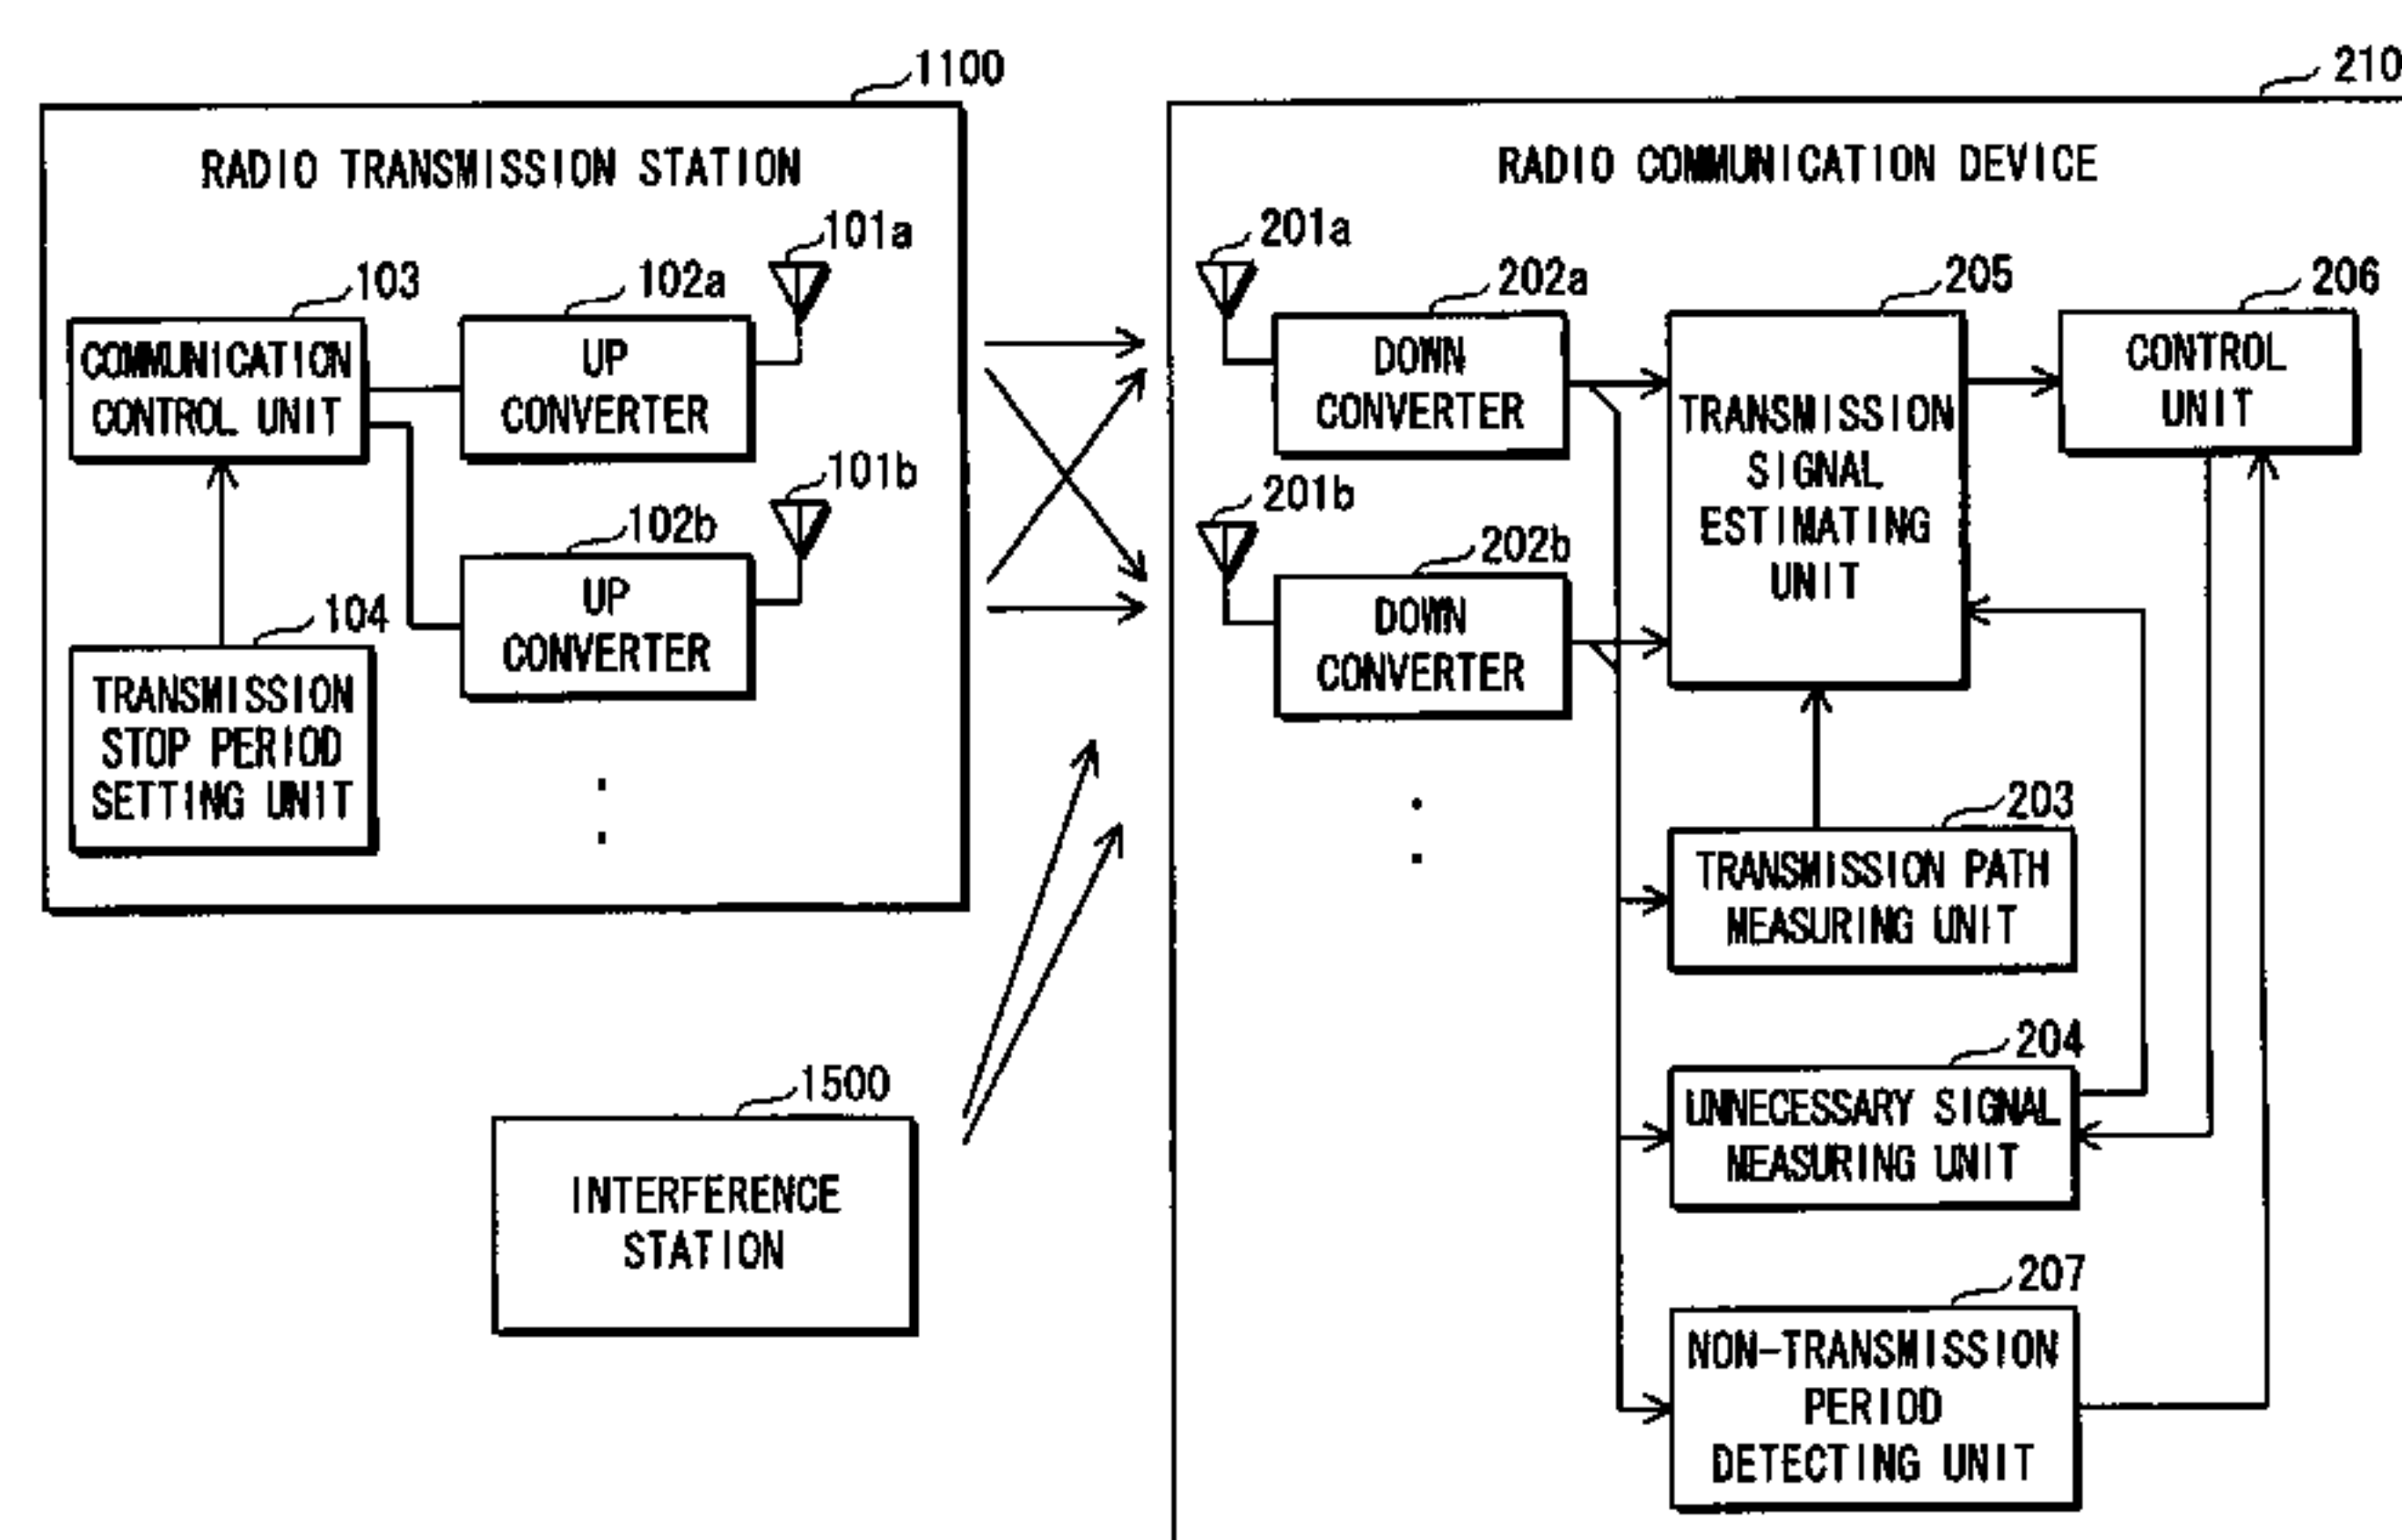 1100
RADIO TRANSMISSION STATION
101a
103
102a
COMMUNICATION
CONTROL UNIT
UP
CONVERTER
101b
102b
UP
CONVERTER
104
TRANSMISSION
STOP PERIOD
SETTING UNIT
1500
INTERFERENCE
STATION
210
RADIO COMMUNICATION DEVICE
201a
202a
DOWN
CONVERTER
201b
202b
DOWN
CONVERTER
205
TRANSMISSION
SIGNAL
ESTIMATING
UNIT
206
CONTROL
UNIT
203
TRANSMISSION PATH
MEASURING UNIT
204
UNNECESSARY SIGNAL
MEASURING UNIT
207
NON-TRANSMISSION
PERIOD
DETECTING UNIT